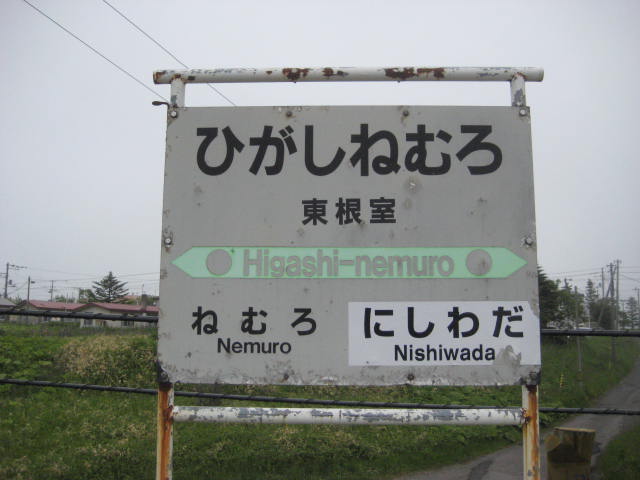 ひがしねむろ
東根室
Higashi-nemuro
ねむろ にしわだ
Nemuro Nishiwada